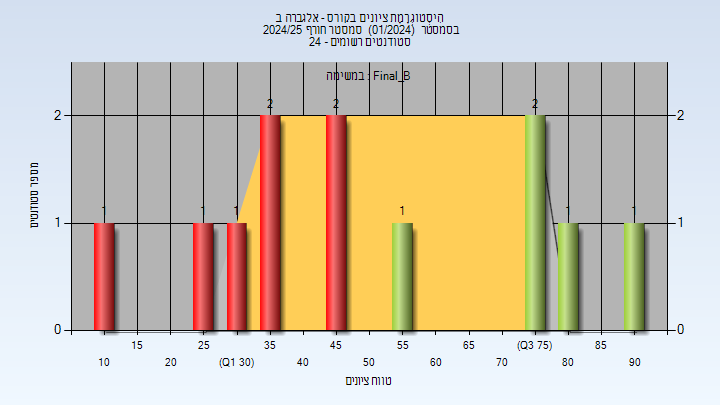 היסטוגרמת ציונים בקורס - אלגברה ב
בסמסטר (01/2024) סמסטר חורף 2024/25
סטודנטים רשומים - 24
במשימה : Final_B
מספר סטודנטים
2 2
1 1
0 0
1 1 1 2 2 1 2 1 1
15 25 35 45 55 65 (Q3 75) 85
10 20 (Q1 30) 40 50 60 70 80 90
טווח ציונים